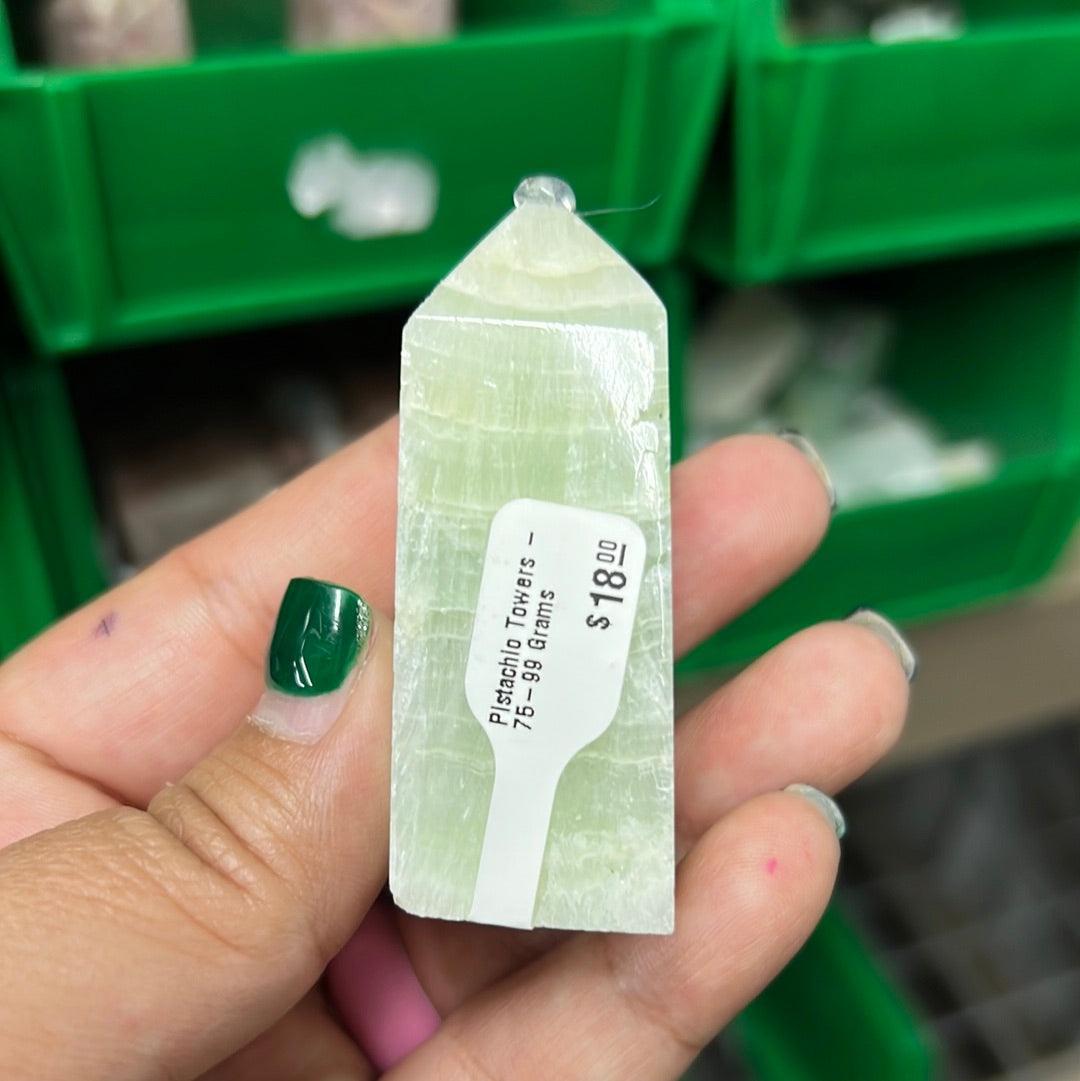 Pistachio Towers –
75–99 Grams
$18.00